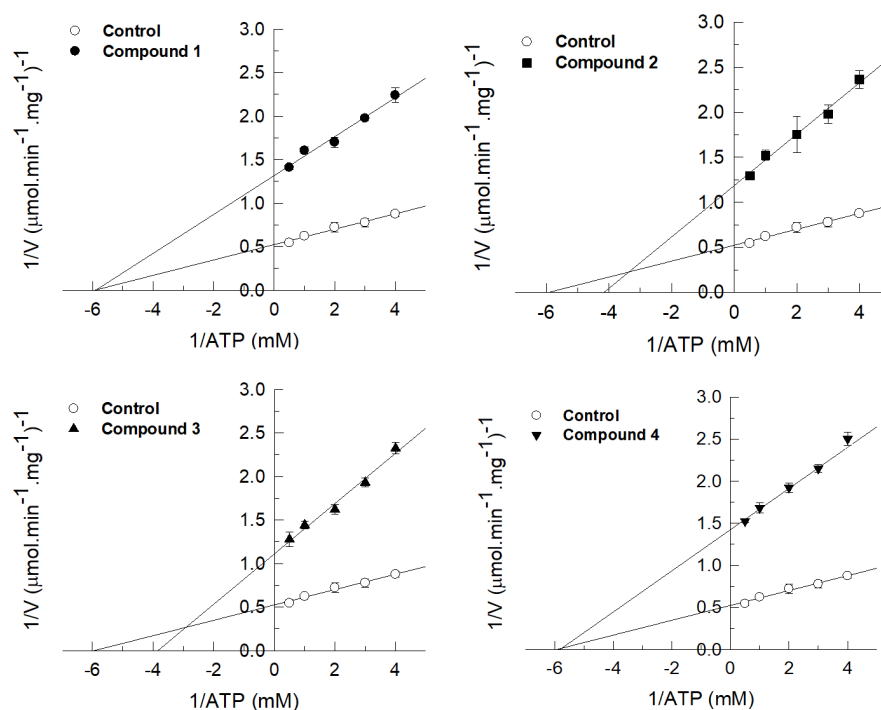 Control
Compound 1
3.0
2.5
2.0
1.5
1.0
0.5
0.0
-6 -4 -2 0 2 4
1/V (μmol.min⁻¹.mg⁻¹)-1
1/ATP (mM)
Control
Compound 2
3.0
2.5
2.0
1.5
1.0
0.5
0.0
-6 -4 -2 0 2 4
1/V (μmol.min⁻¹.mg⁻¹)-1
1/ATP (mM)
Control
Compound 3
3.0
2.5
2.0
1.5
1.0
0.5
0.0
-6 -4 -2 0 2 4
1/V (μmol.min⁻¹.mg⁻¹)-1
1/ATP (mM)
Control
Compound 4
3.0
2.5
2.0
1.5
1.0
0.5
0.0
-6 -4 -2 0 2 4
1/V (μmol.min⁻¹.mg⁻¹)-1
1/ATP (mM)